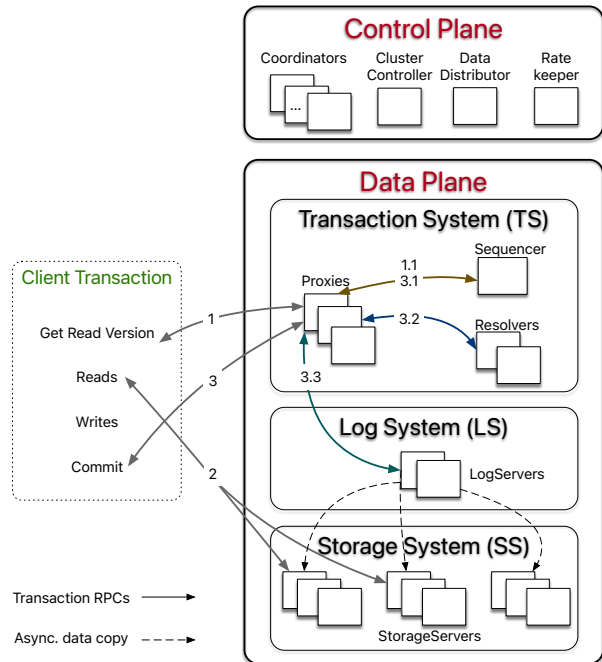 Control Plane
Coordinators
Cluster
Controller
Data
Distributor
Rate
keeper
...
Data Plane
Transaction System (TS)
Sequencer
1.1
3.1
Proxies
Client Transaction
1
3.2
Resolvers
Get Read Version
3.3
Reads
3
Writes
Log System (LS)
Commit
2
LogServers
Storage System (SS)
Transaction RPCs
StorageServers
Async. data copy